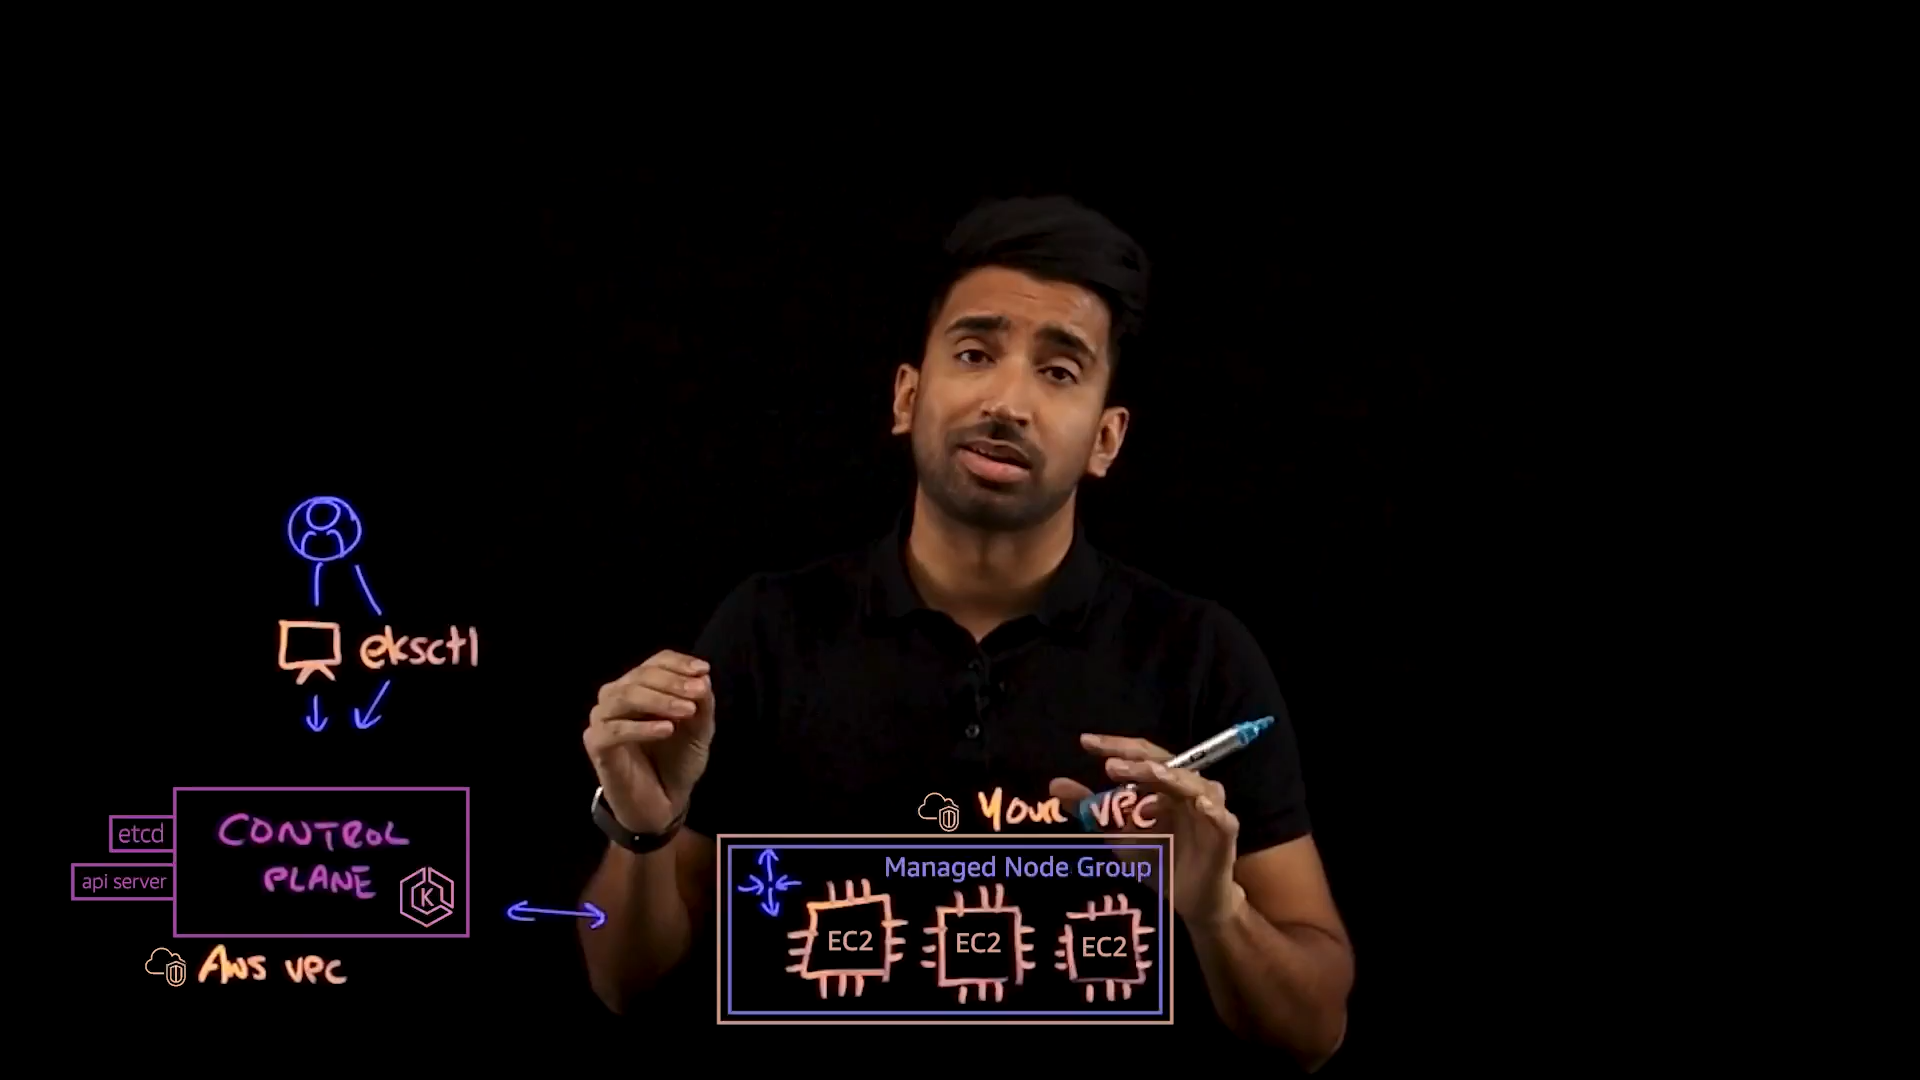 eksctl
etcd
api server
CONTROL
PLANE
K
AWS VPC
Your VPC
Managed Node Group
EC2
EC2
EC2